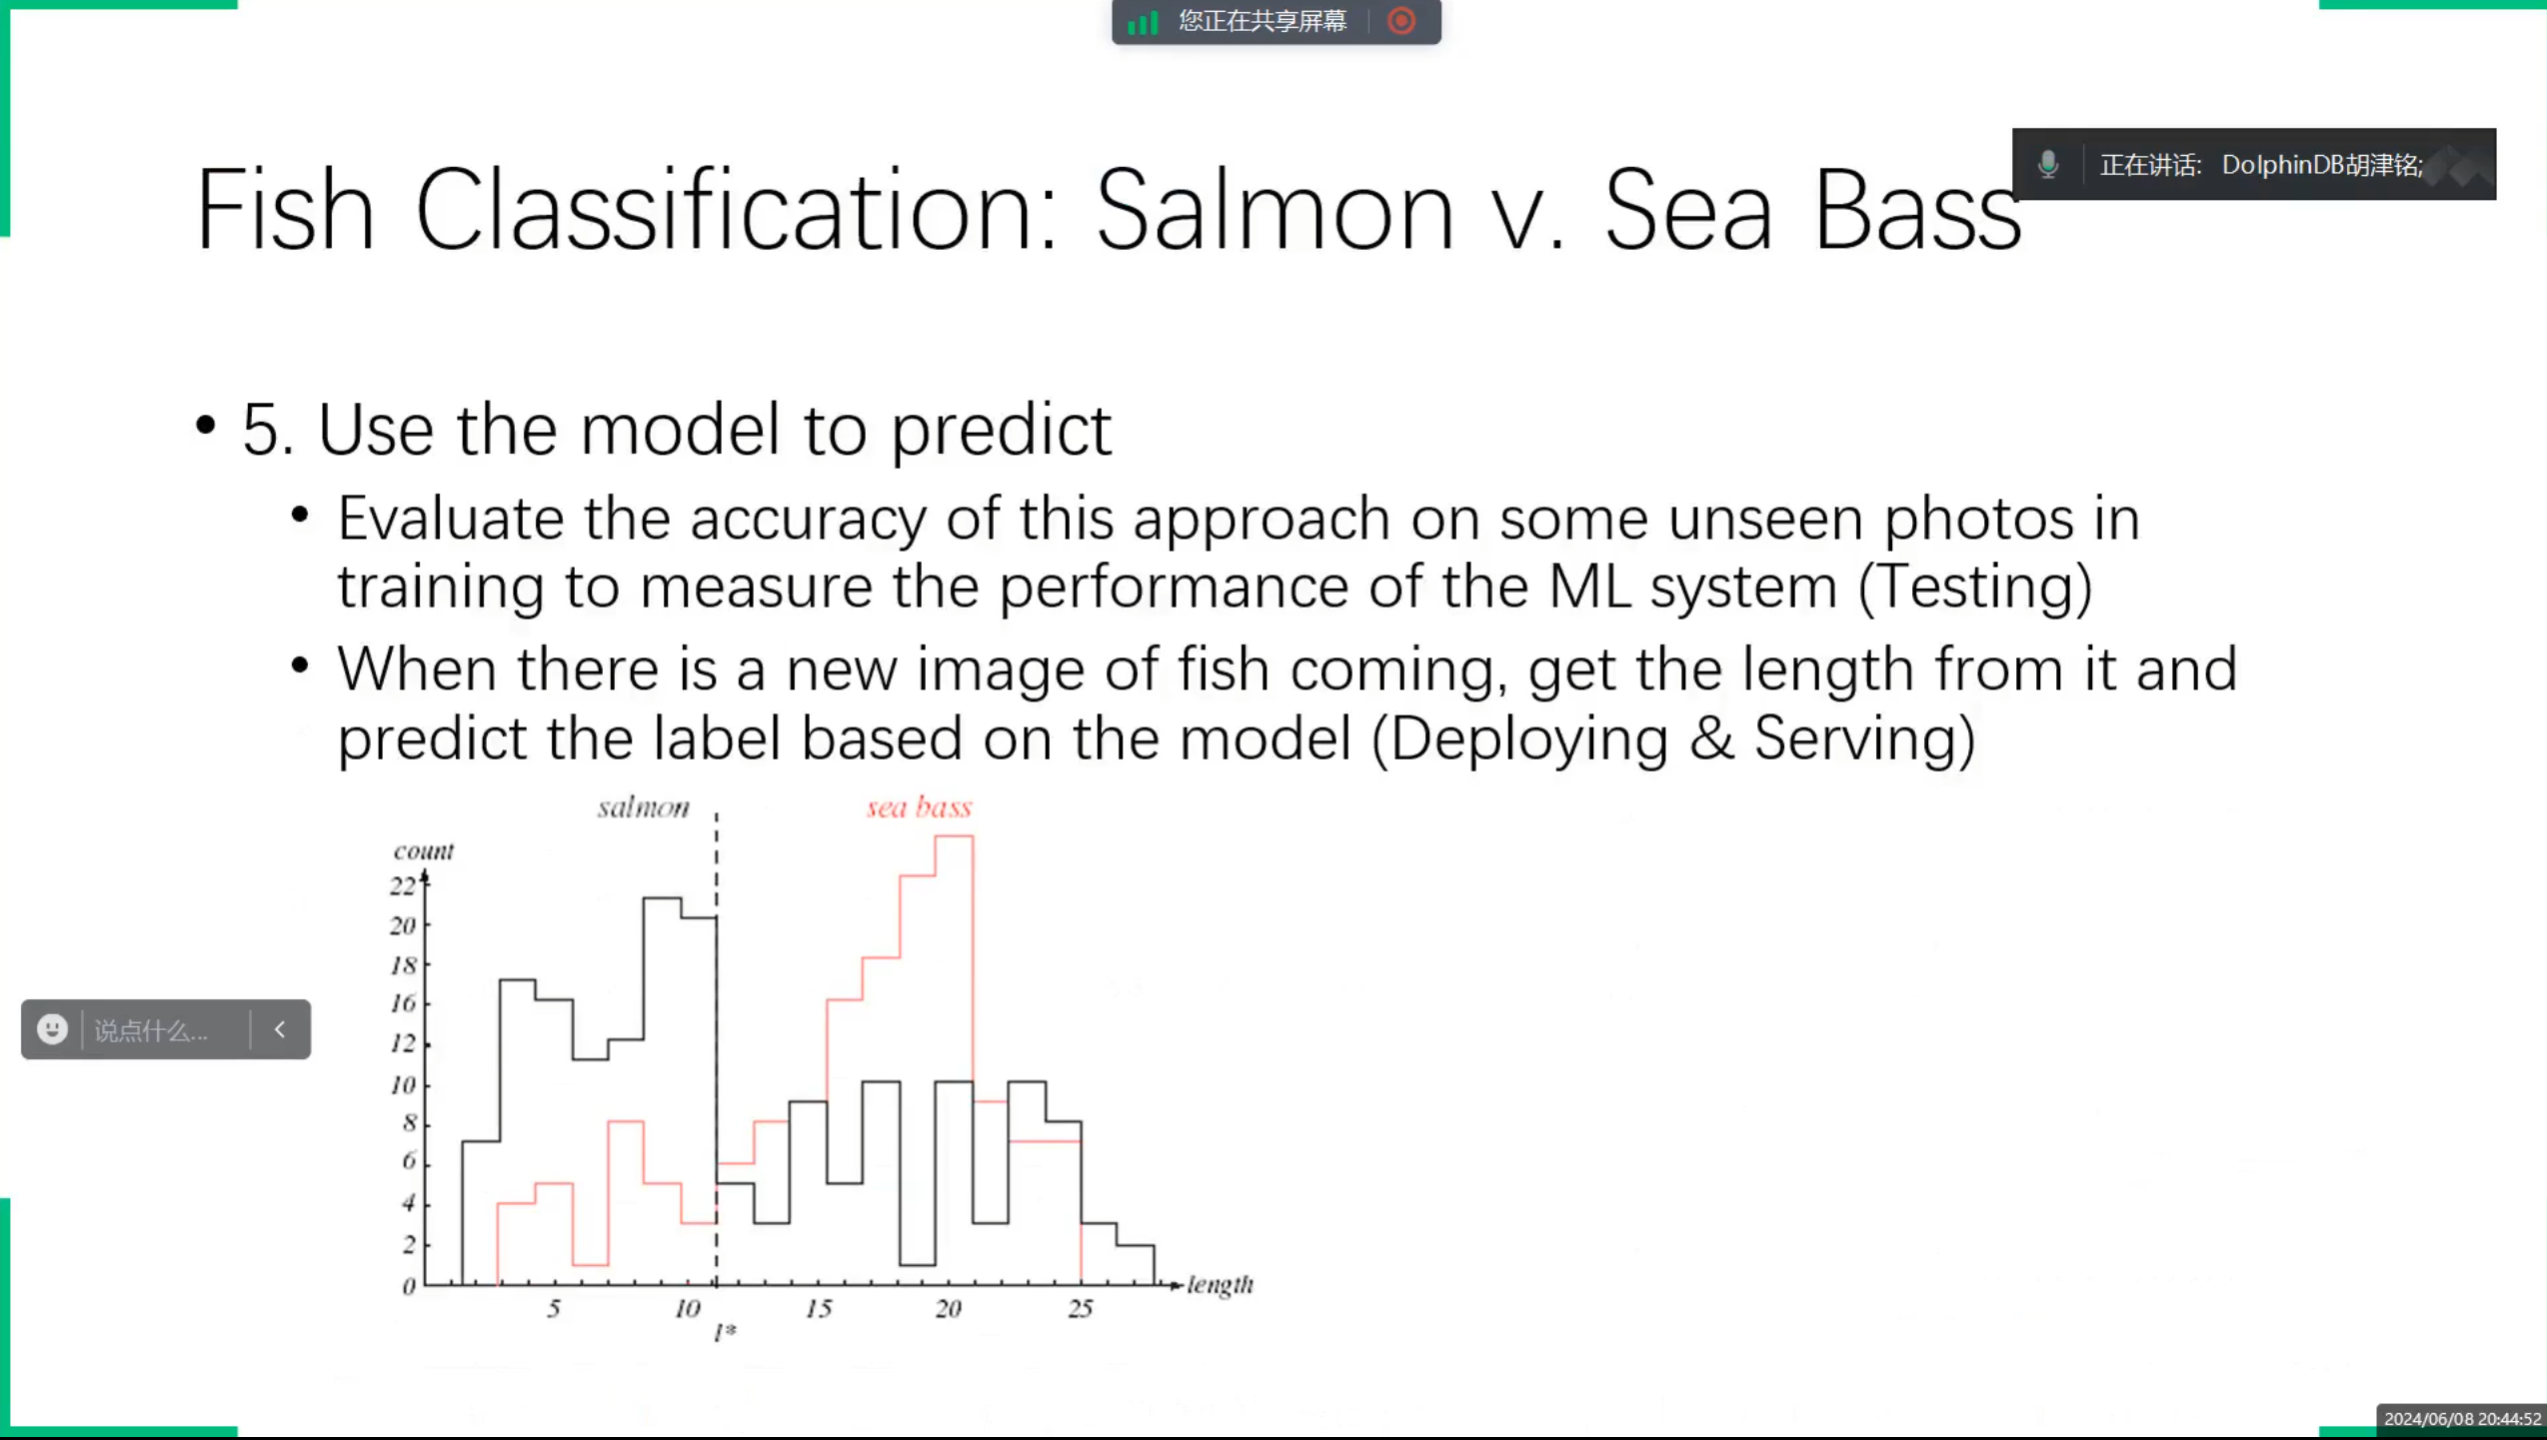 您正在共享屏幕
正在讲话: DolphinDB胡津铭;
Fish Classification: Salmon v. Sea Bass
• 5. Use the model to predict
• Evaluate the accuracy of this approach on some unseen photos in
training to measure the performance of the ML system (Testing)
• When there is a new image of fish coming, get the length from it and
predict the label based on the model (Deploying & Serving)
salmon
sea bass
count
22
20
18
16
12
10
8
6
4
2
0
5 10 15 20 25
length
l*
说点什么...
2024/06/08 20:44:52